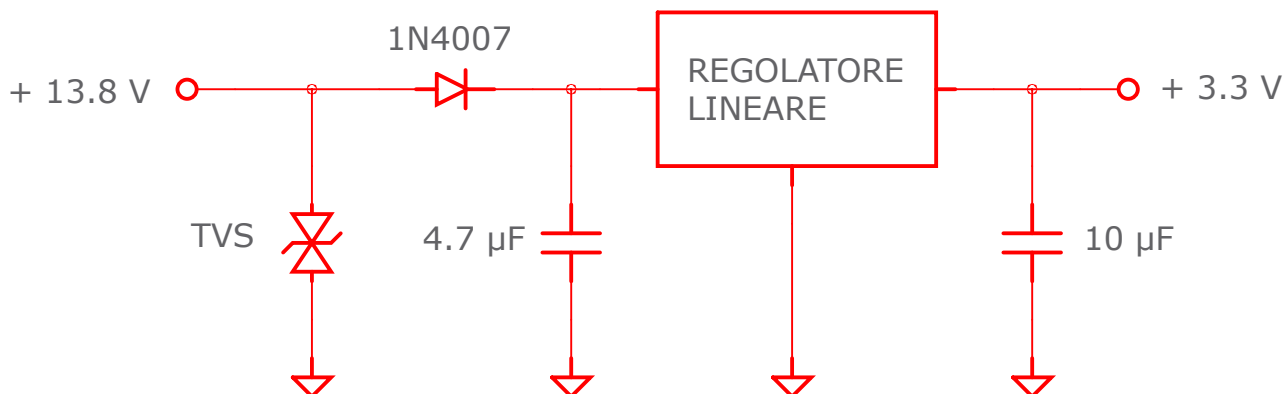 1N4007
+ 13.8 V
REGOLATORE
LINEARE
+ 3.3 V
TVS
4.7 µF
10 µF